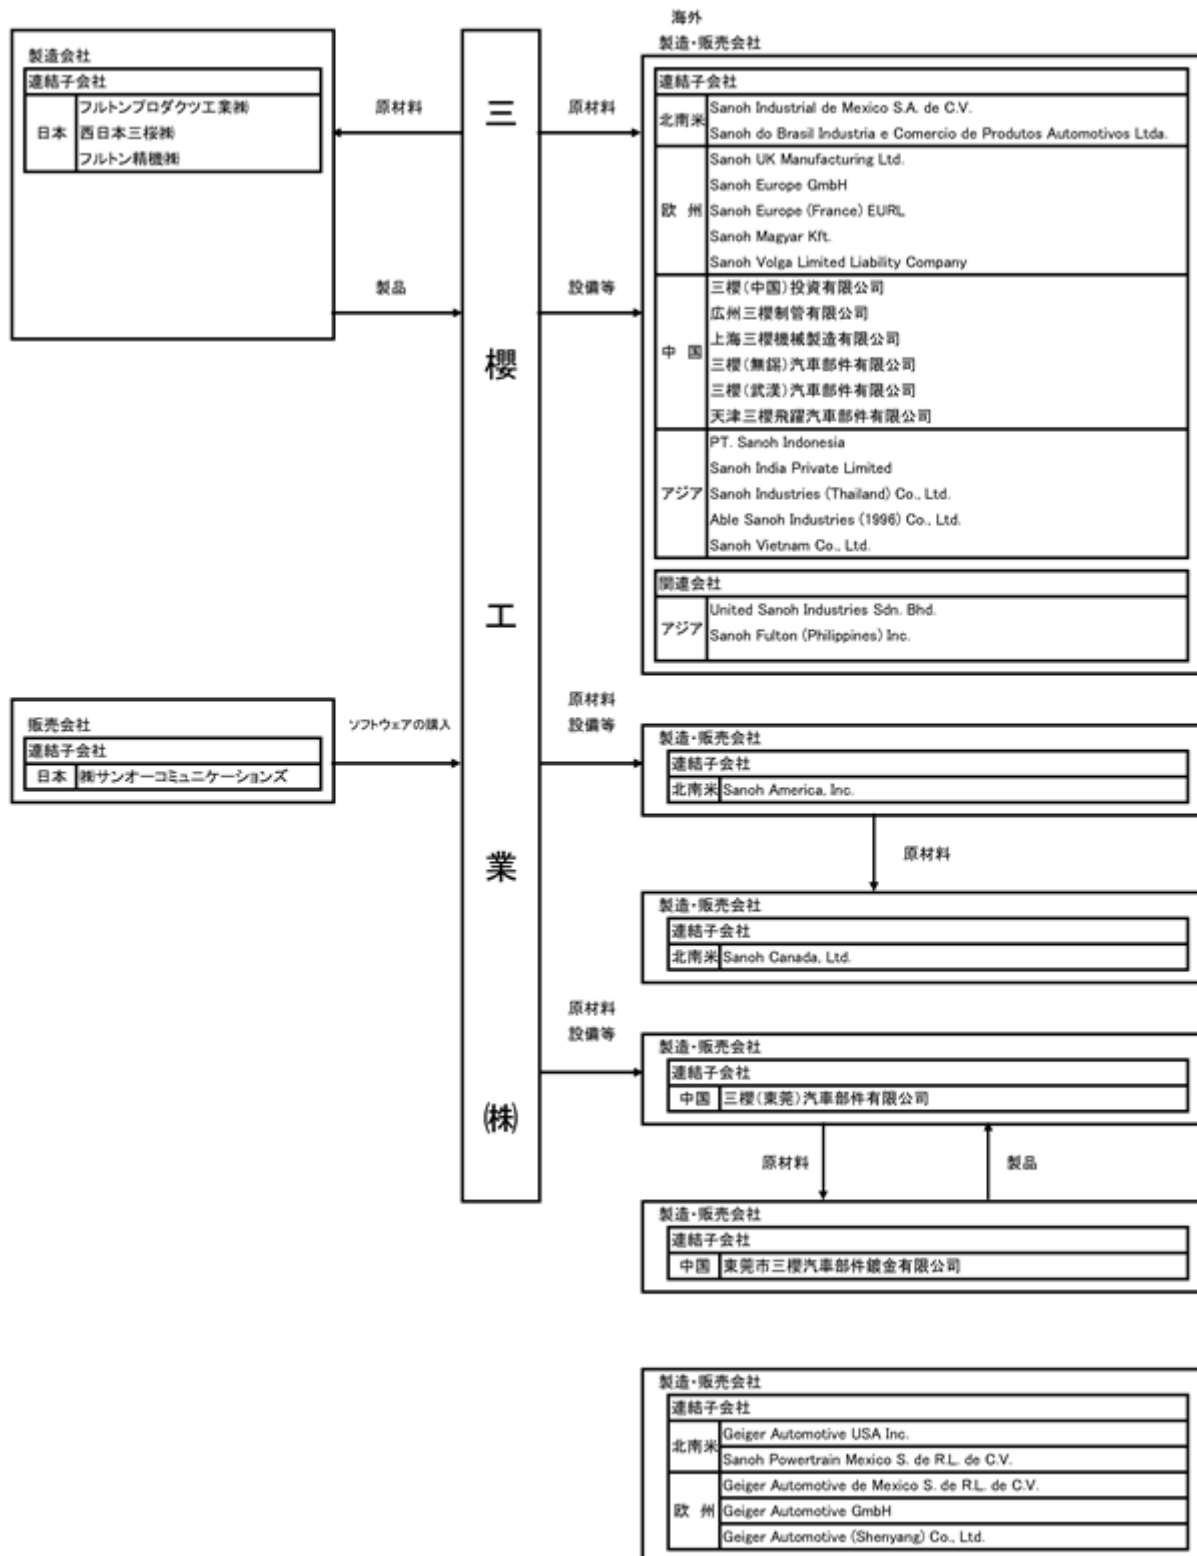 海外
製造・販売会社
製造会社
連結子会社
日本
フルトンプロダクツ工業㈱
西日本三桜㈱
フルトン精機㈱
原材料
製品
三櫻工業㈱
原材料
設備等
連結子会社
北南米
Sanoh Industrial de Mexico S.A. de C.V.
Sanoh do Brasil Industria e Comercio de Produtos Automotivos Ltda.
欧 州
Sanoh UK Manufacturing Ltd.
Sanoh Europe GmbH
Sanoh Europe (France) EURL
Sanoh Magyar Kft.
Sanoh Volga Limited Liability Company
中 国
三櫻(中国)投資有限公司
広州三櫻制管有限公司
上海三櫻機械製造有限公司
三櫻(無錫)汽車部件有限公司
三櫻(武漢)汽車部件有限公司
天津三櫻飛躍汽車部件有限公司
アジア
PT. Sanoh Indonesia
Sanoh India Private Limited
Sanoh Industries (Thailand) Co., Ltd.
Able Sanoh Industries (1996) Co., Ltd.
Sanoh Vietnam Co., Ltd.
関連会社
アジア
United Sanoh Industries Sdn. Bhd.
Sanoh Fulton (Philippines) Inc.
販売会社
連結子会社
日本 ㈱サンオーコミュニケーションズ
ソフトウェアの購入
原材料
設備等
製造・販売会社
連結子会社
北南米 Sanoh America, Inc.
原材料
製造・販売会社
連結子会社
北南米 Sanoh Canada, Ltd.
原材料
設備等
製造・販売会社
連結子会社
中国 三櫻(東莞)汽車部件有限公司
原材料
製品
製造・販売会社
連結子会社
中国 東莞市三櫻汽車部件鍍金有限公司
製造・販売会社
連結子会社
北南米
Geiger Automotive USA Inc.
Sanoh Powertrain Mexico S. de R.L. de C.V.
欧 州
Geiger Automotive de Mexico S. de R.L. de C.V.
Geiger Automotive GmbH
Geiger Automotive (Shenyang) Co., Ltd.